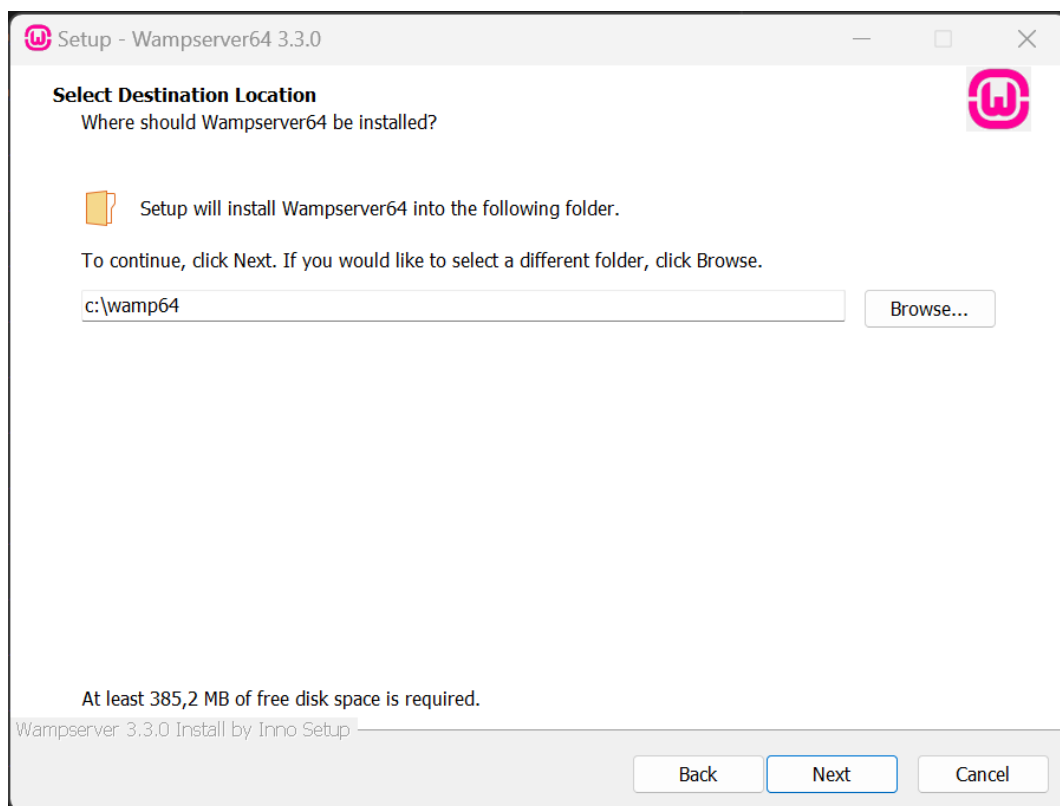 Setup - Wampserver64 3.3.0
Select Destination Location
Where should Wampserver64 be installed?
Setup will install Wampserver64 into the following folder.
To continue, click Next. If you would like to select a different folder, click Browse.
c:\wamp64
Browse...
At least 385,2 MB of free disk space is required.
Wampserver 3.3.0 Install by Inno Setup
Back
Next
Cancel